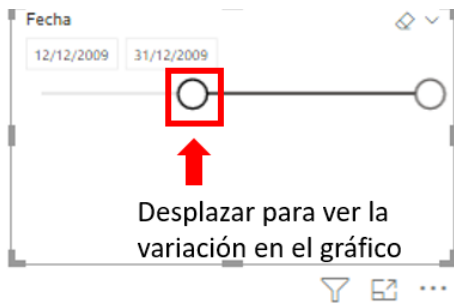 Fecha
12/12/2009 31/12/2009
Desplazar para ver la
variación en el gráfico